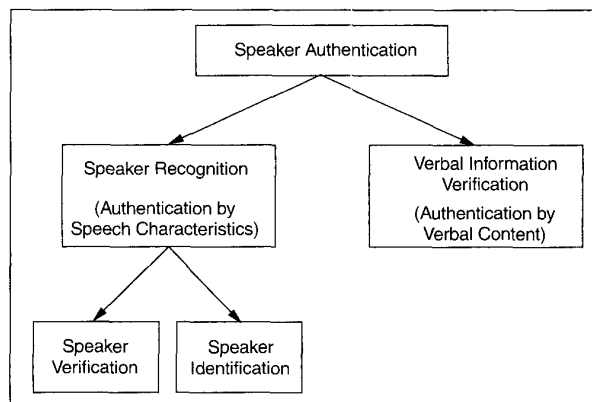 Speaker Authentication
Speaker Recognition
(Authentication by
Speech Characteristics)
Verbal Information
Verification
(Authentication by
Verbal Content)
Speaker
Verification
Speaker
Identification